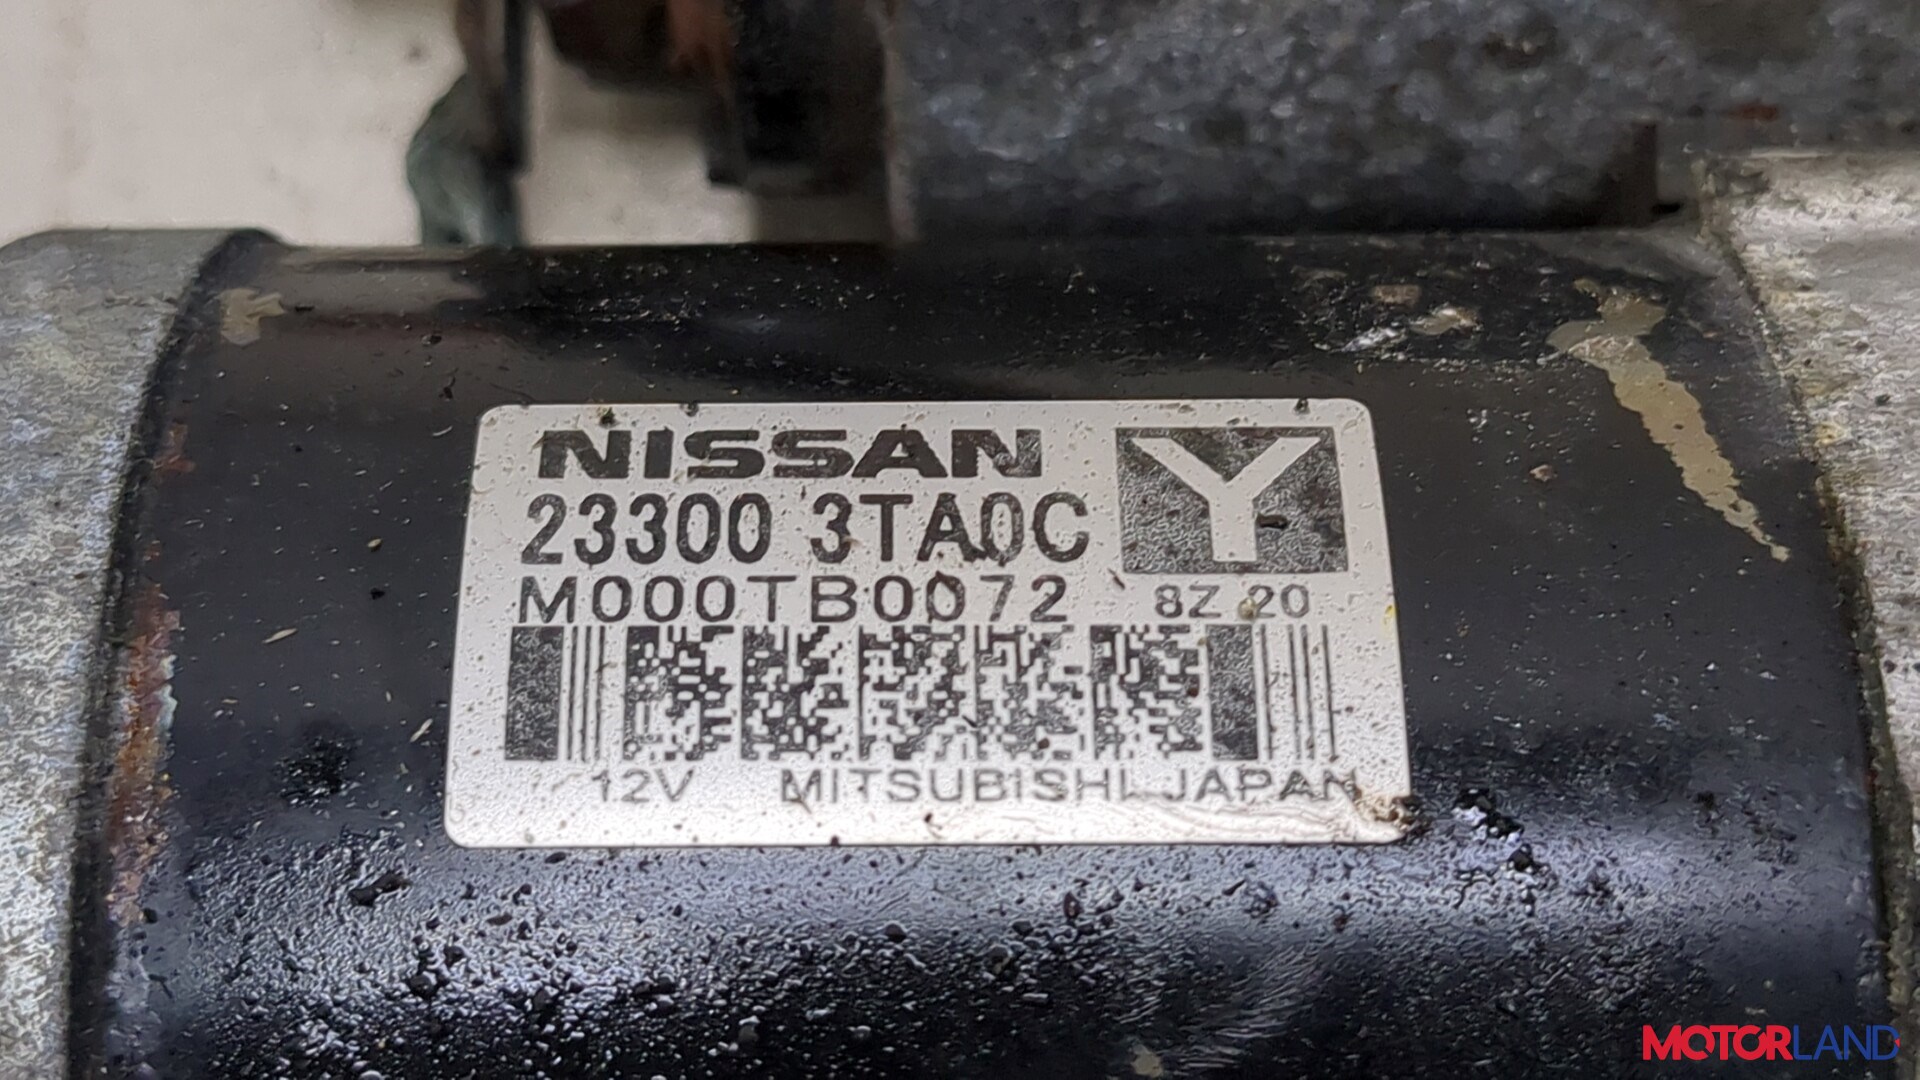 NISSAN
Y
23300 3TA0C
M000TB0072
8Z 20
12V MITSUBISHI JAPAN
MOTORLAND